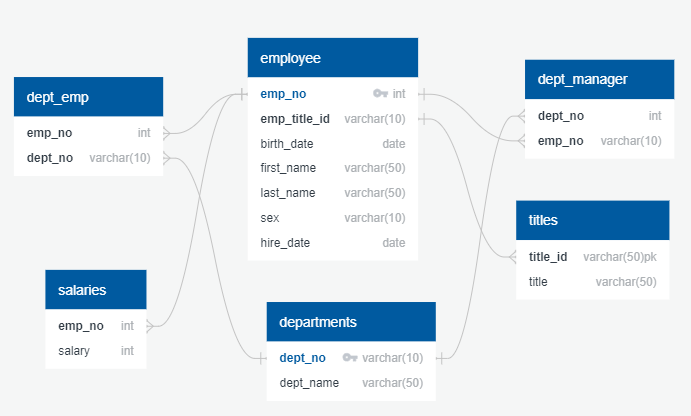 employee
emp_no int
emp_title_id varchar(10)
birth_date date
first_name varchar(50)
last_name varchar(50)
sex varchar(10)
hire_date date
dept_emp
emp_no int
dept_no varchar(10)
dept_manager
dept_no int
emp_no varchar(10)
titles
title_id varchar(50)pk
title varchar(50)
salaries
emp_no int
salary int
departments
dept_no varchar(10)
dept_name varchar(50)